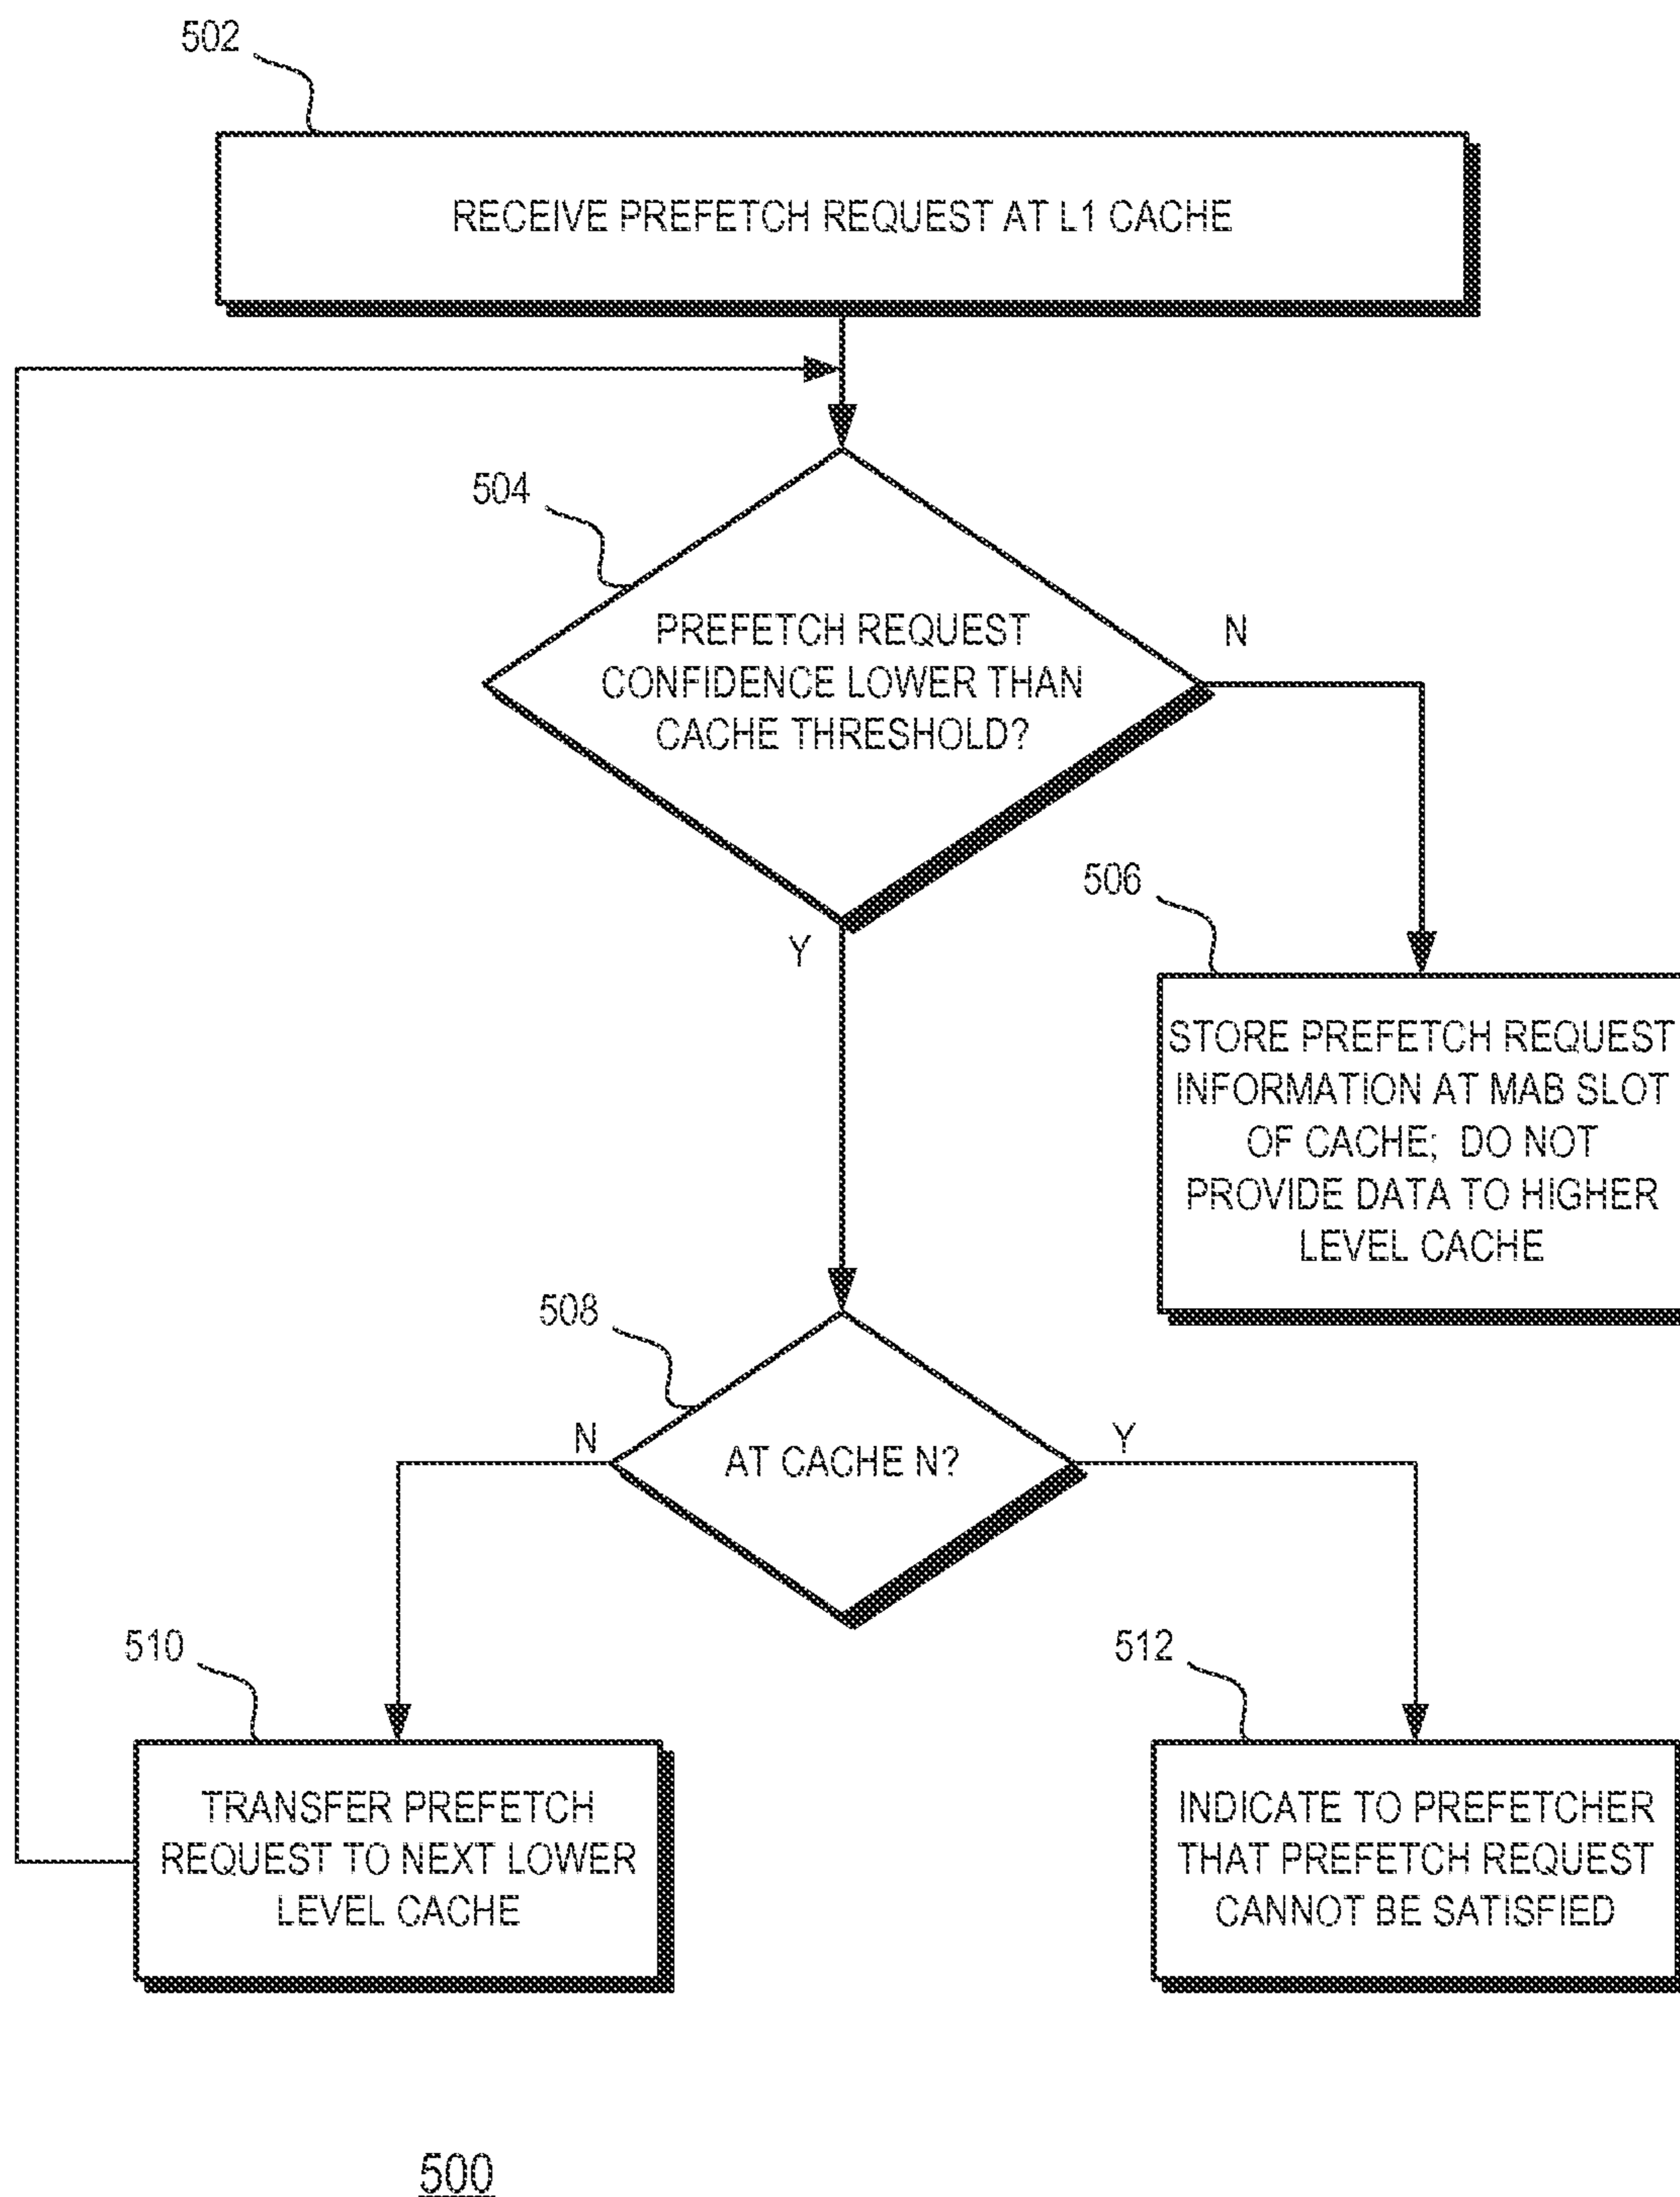 502
RECEIVE PREFETCH REQUEST AT L1 CACHE
504
PREFETCH REQUEST
CONFIDENCE LOWER THAN
CACHE THRESHOLD?
N
Y
506
STORE PREFETCH REQUEST
INFORMATION AT MAB SLOT
OF CACHE; DO NOT
PROVIDE DATA TO HIGHER
LEVEL CACHE
508
AT CACHE N?
N
Y
510
TRANSFER PREFETCH
REQUEST TO NEXT LOWER
LEVEL CACHE
512
INDICATE TO PREFETCHER
THAT PREFETCH REQUEST
CANNOT BE SATISFIED
500